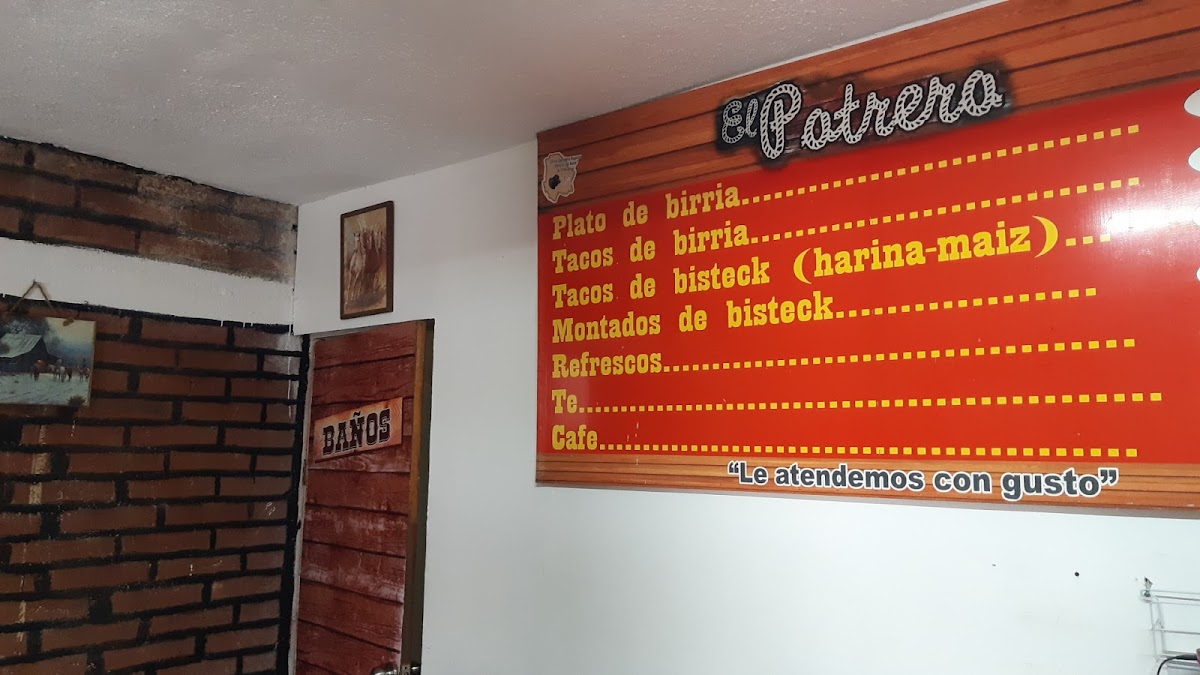 El Potrero
Plato de birria........................................
Tacos de birria........................................
Tacos de bisteck (harina-maiz)...
Montados de bisteck.......................
Refrescos........................................
Te..................................................
Cafe...............................................
"Le atendemos con gusto"
BAÑOS